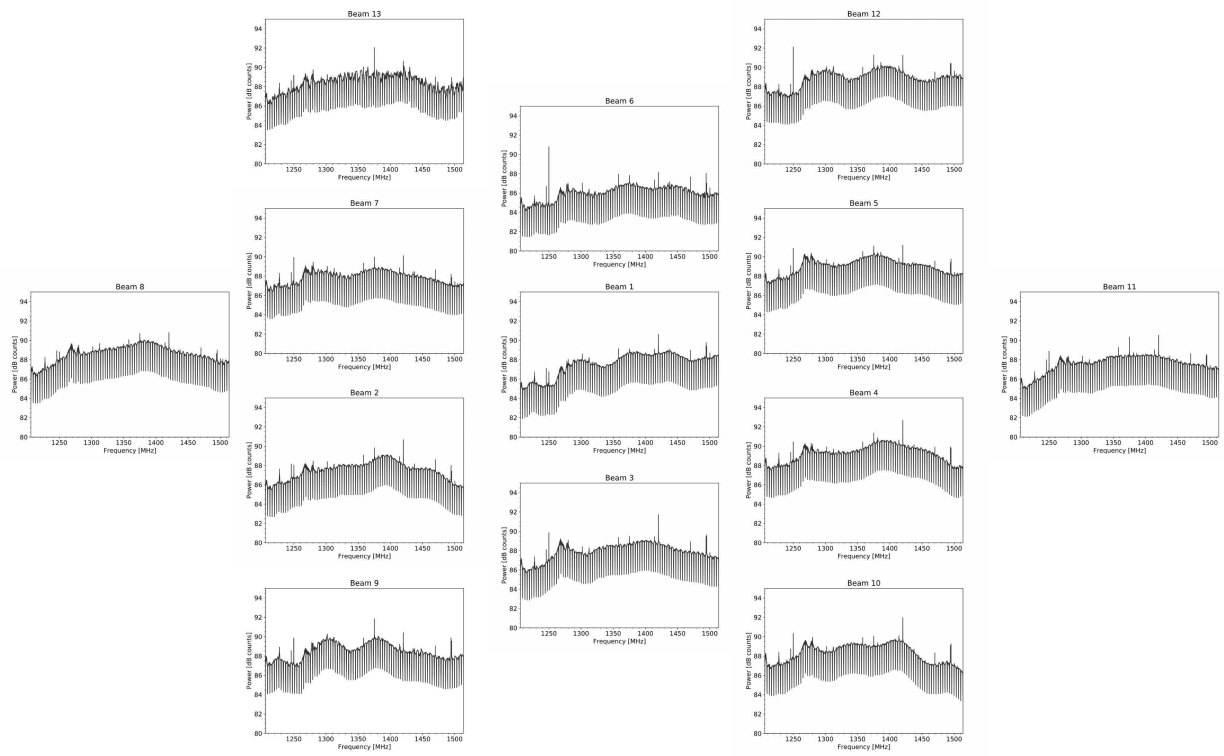 Beam 13
Power [dB counts]
94
92
90
88
86
84
82
80
1250 1300 1350 1400 1450 1500
Frequency [MHz]
Beam 12
Power [dB counts]
94
92
90
88
86
84
82
80
1250 1300 1350 1400 1450 1500
Frequency [MHz]
Beam 6
Power [dB counts]
94
92
90
88
86
84
82
80
1250 1300 1350 1400 1450 1500
Frequency [MHz]
Beam 7
Power [dB counts]
94
92
90
88
86
84
82
80
1250 1300 1350 1400 1450 1500
Frequency [MHz]
Beam 5
Power [dB counts]
94
92
90
88
86
84
82
80
1250 1300 1350 1400 1450 1500
Frequency [MHz]
Beam 8
Power [dB counts]
94
92
90
88
86
84
82
80
1250 1300 1350 1400 1450 1500
Frequency [MHz]
Beam 1
Power [dB counts]
94
92
90
88
86
84
82
80
1250 1300 1350 1400 1450 1500
Frequency [MHz]
Beam 11
Power [dB counts]
94
92
90
88
86
84
82
80
1250 1300 1350 1400 1450 1500
Frequency [MHz]
Beam 2
Power [dB counts]
94
92
90
88
86
84
82
80
1250 1300 1350 1400 1450 1500
Frequency [MHz]
Beam 4
Power [dB counts]
94
92
90
88
86
84
82
80
1250 1300 1350 1400 1450 1500
Frequency [MHz]
Beam 3
Power [dB counts]
94
92
90
88
86
84
82
80
1250 1300 1350 1400 1450 1500
Frequency [MHz]
Beam 9
Power [dB counts]
94
92
90
88
86
84
82
80
1250 1300 1350 1400 1450 1500
Frequency [MHz]
Beam 10
Power [dB counts]
94
92
90
88
86
84
82
80
1250 1300 1350 1400 1450 1500
Frequency [MHz]